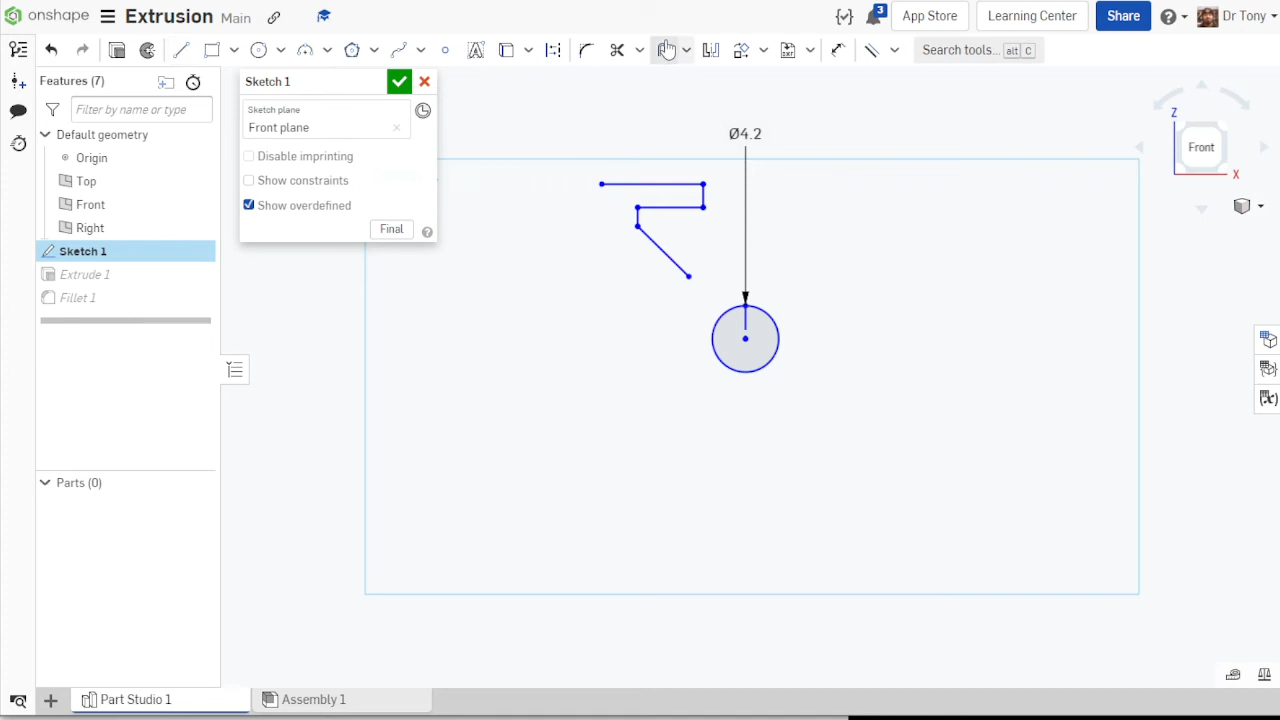 onshape Extrusion Main 3 App Store Learning Center Share Dr Tony
Search tools... alt C
Features (7)
Filter by name or type
Default geometry
Origin
Top
Front
Right
Sketch 1
Extrude 1
Fillet 1
Parts (0)
Sketch 1
Sketch plane
Front plane
Disable imprinting
Show constraints
Show overdefined
Final
Ø4.2
Z
Front
X
Part Studio 1 Assembly 1